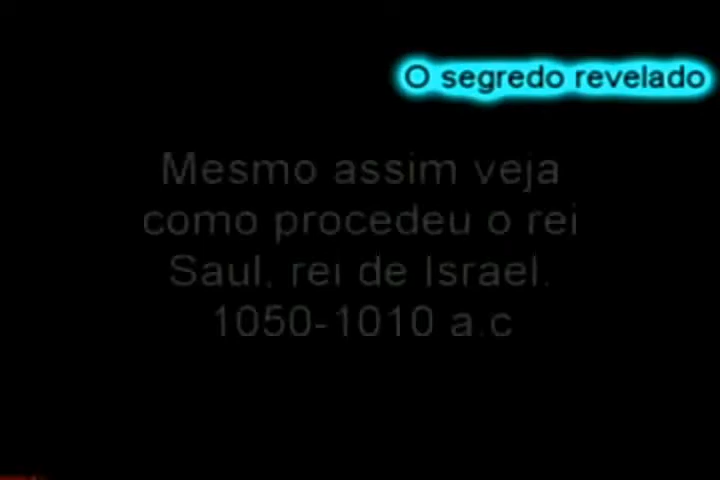 O segredo revelado
Mesmo assim veja
como procedeu o rei
Saul, rei de Israel.
1050-1010 a.c